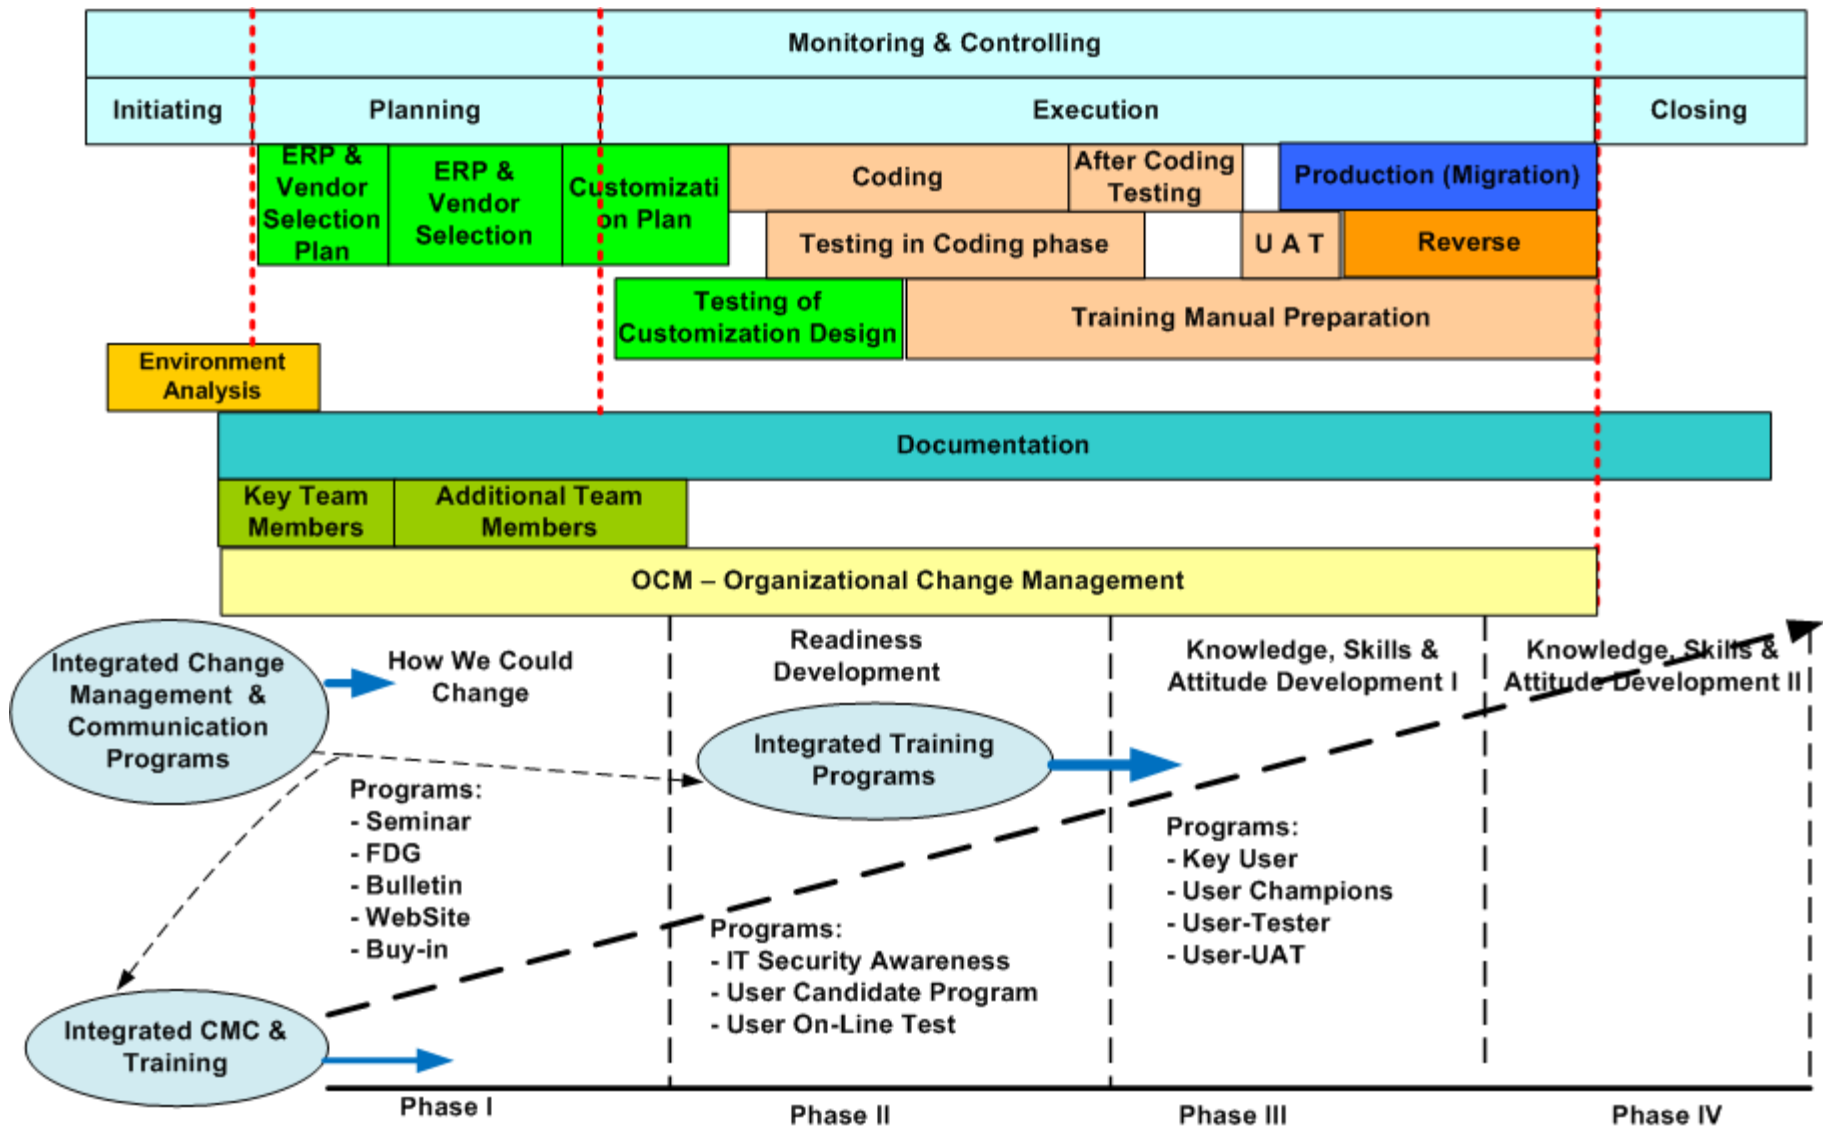 Monitoring & Controlling
Initiating
Planning
Execution
Closing
ERP &
Vendor
Selection
Plan
ERP &
Vendor
Selection
Customizati
on Plan
Coding
After Coding
Testing
Production (Migration)
Testing in Coding phase
U A T
Reverse
Testing of
Customization Design
Training Manual Preparation
Environment
Analysis
Documentation
Key Team
Members
Additional Team
Members
OCM – Organizational Change Management
Integrated Change
Management &
Communication
Programs
How We Could
Change
Readiness
Development
Knowledge, Skills &
Attitude Development I
Knowledge, Skills &
Attitude Development II
Integrated Training
Programs
Programs:
- Seminar
- FDG
- Bulletin
- WebSite
- Buy-in
Programs:
- IT Security Awareness
- User Candidate Program
- User On-Line Test
Programs:
- Key User
- User Champions
- User-Tester
- User-UAT
Integrated CMC &
Training
Phase I
Phase II
Phase III
Phase IV